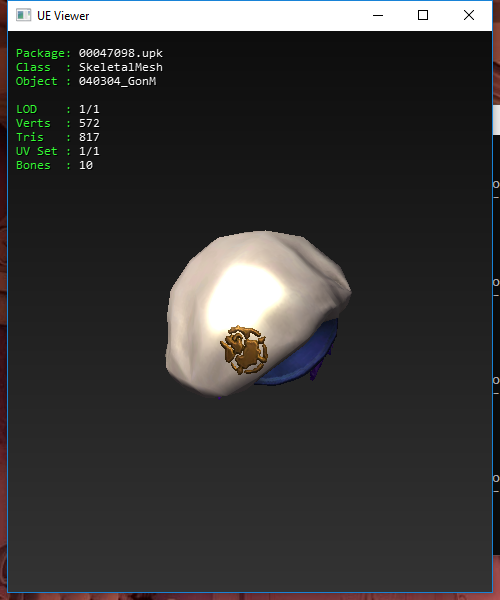 UE Viewer
Package: 00047098.upk
Class : SkeletalMesh
Object : 040304_GonM
LOD : 1/1
Verts : 572
Tris : 817
UV Set : 1/1
Bones : 10